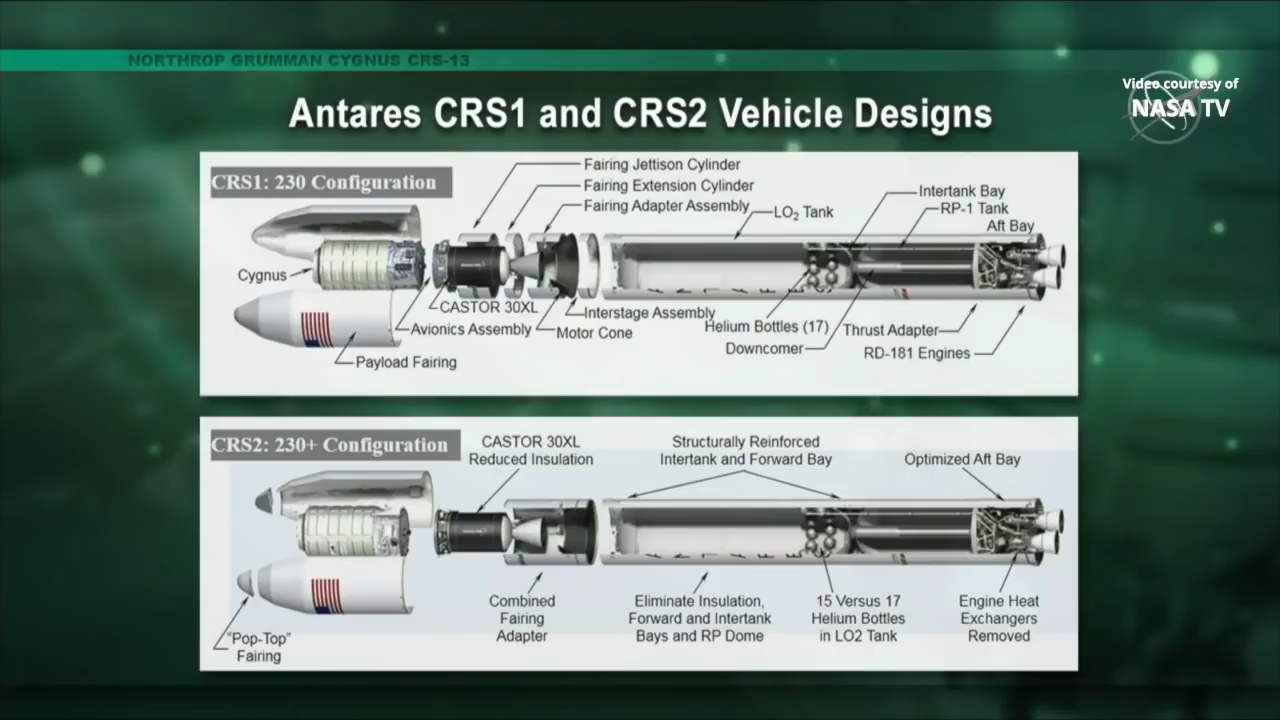 NORTHROP GRUMMAN CYGNUS CRS-13
Video courtesy of
NASA TV
Antares CRS1 and CRS2 Vehicle Designs
CRS1: 230 Configuration
Fairing Jettison Cylinder
Fairing Extension Cylinder
Fairing Adapter Assembly
LO₂ Tank
Intertank Bay
RP-1 Tank
Aft Bay
Cygnus
CASTOR 30XL
Avionics Assembly
Payload Fairing
Interstage Assembly
Motor Cone
Helium Bottles (17)
Downcomer
Thrust Adapter
RD-181 Engines
CRS2: 230+ Configuration
CASTOR 30XL
Reduced Insulation
Structurally Reinforced
Intertank and Forward Bay
Optimized Aft Bay
"Pop-Top"
Fairing
Combined
Fairing
Adapter
Eliminate Insulation,
Forward and Intertank
Bays and RP Dome
15 Versus 17
Helium Bottles
in LO2 Tank
Engine Heat
Exchangers
Removed